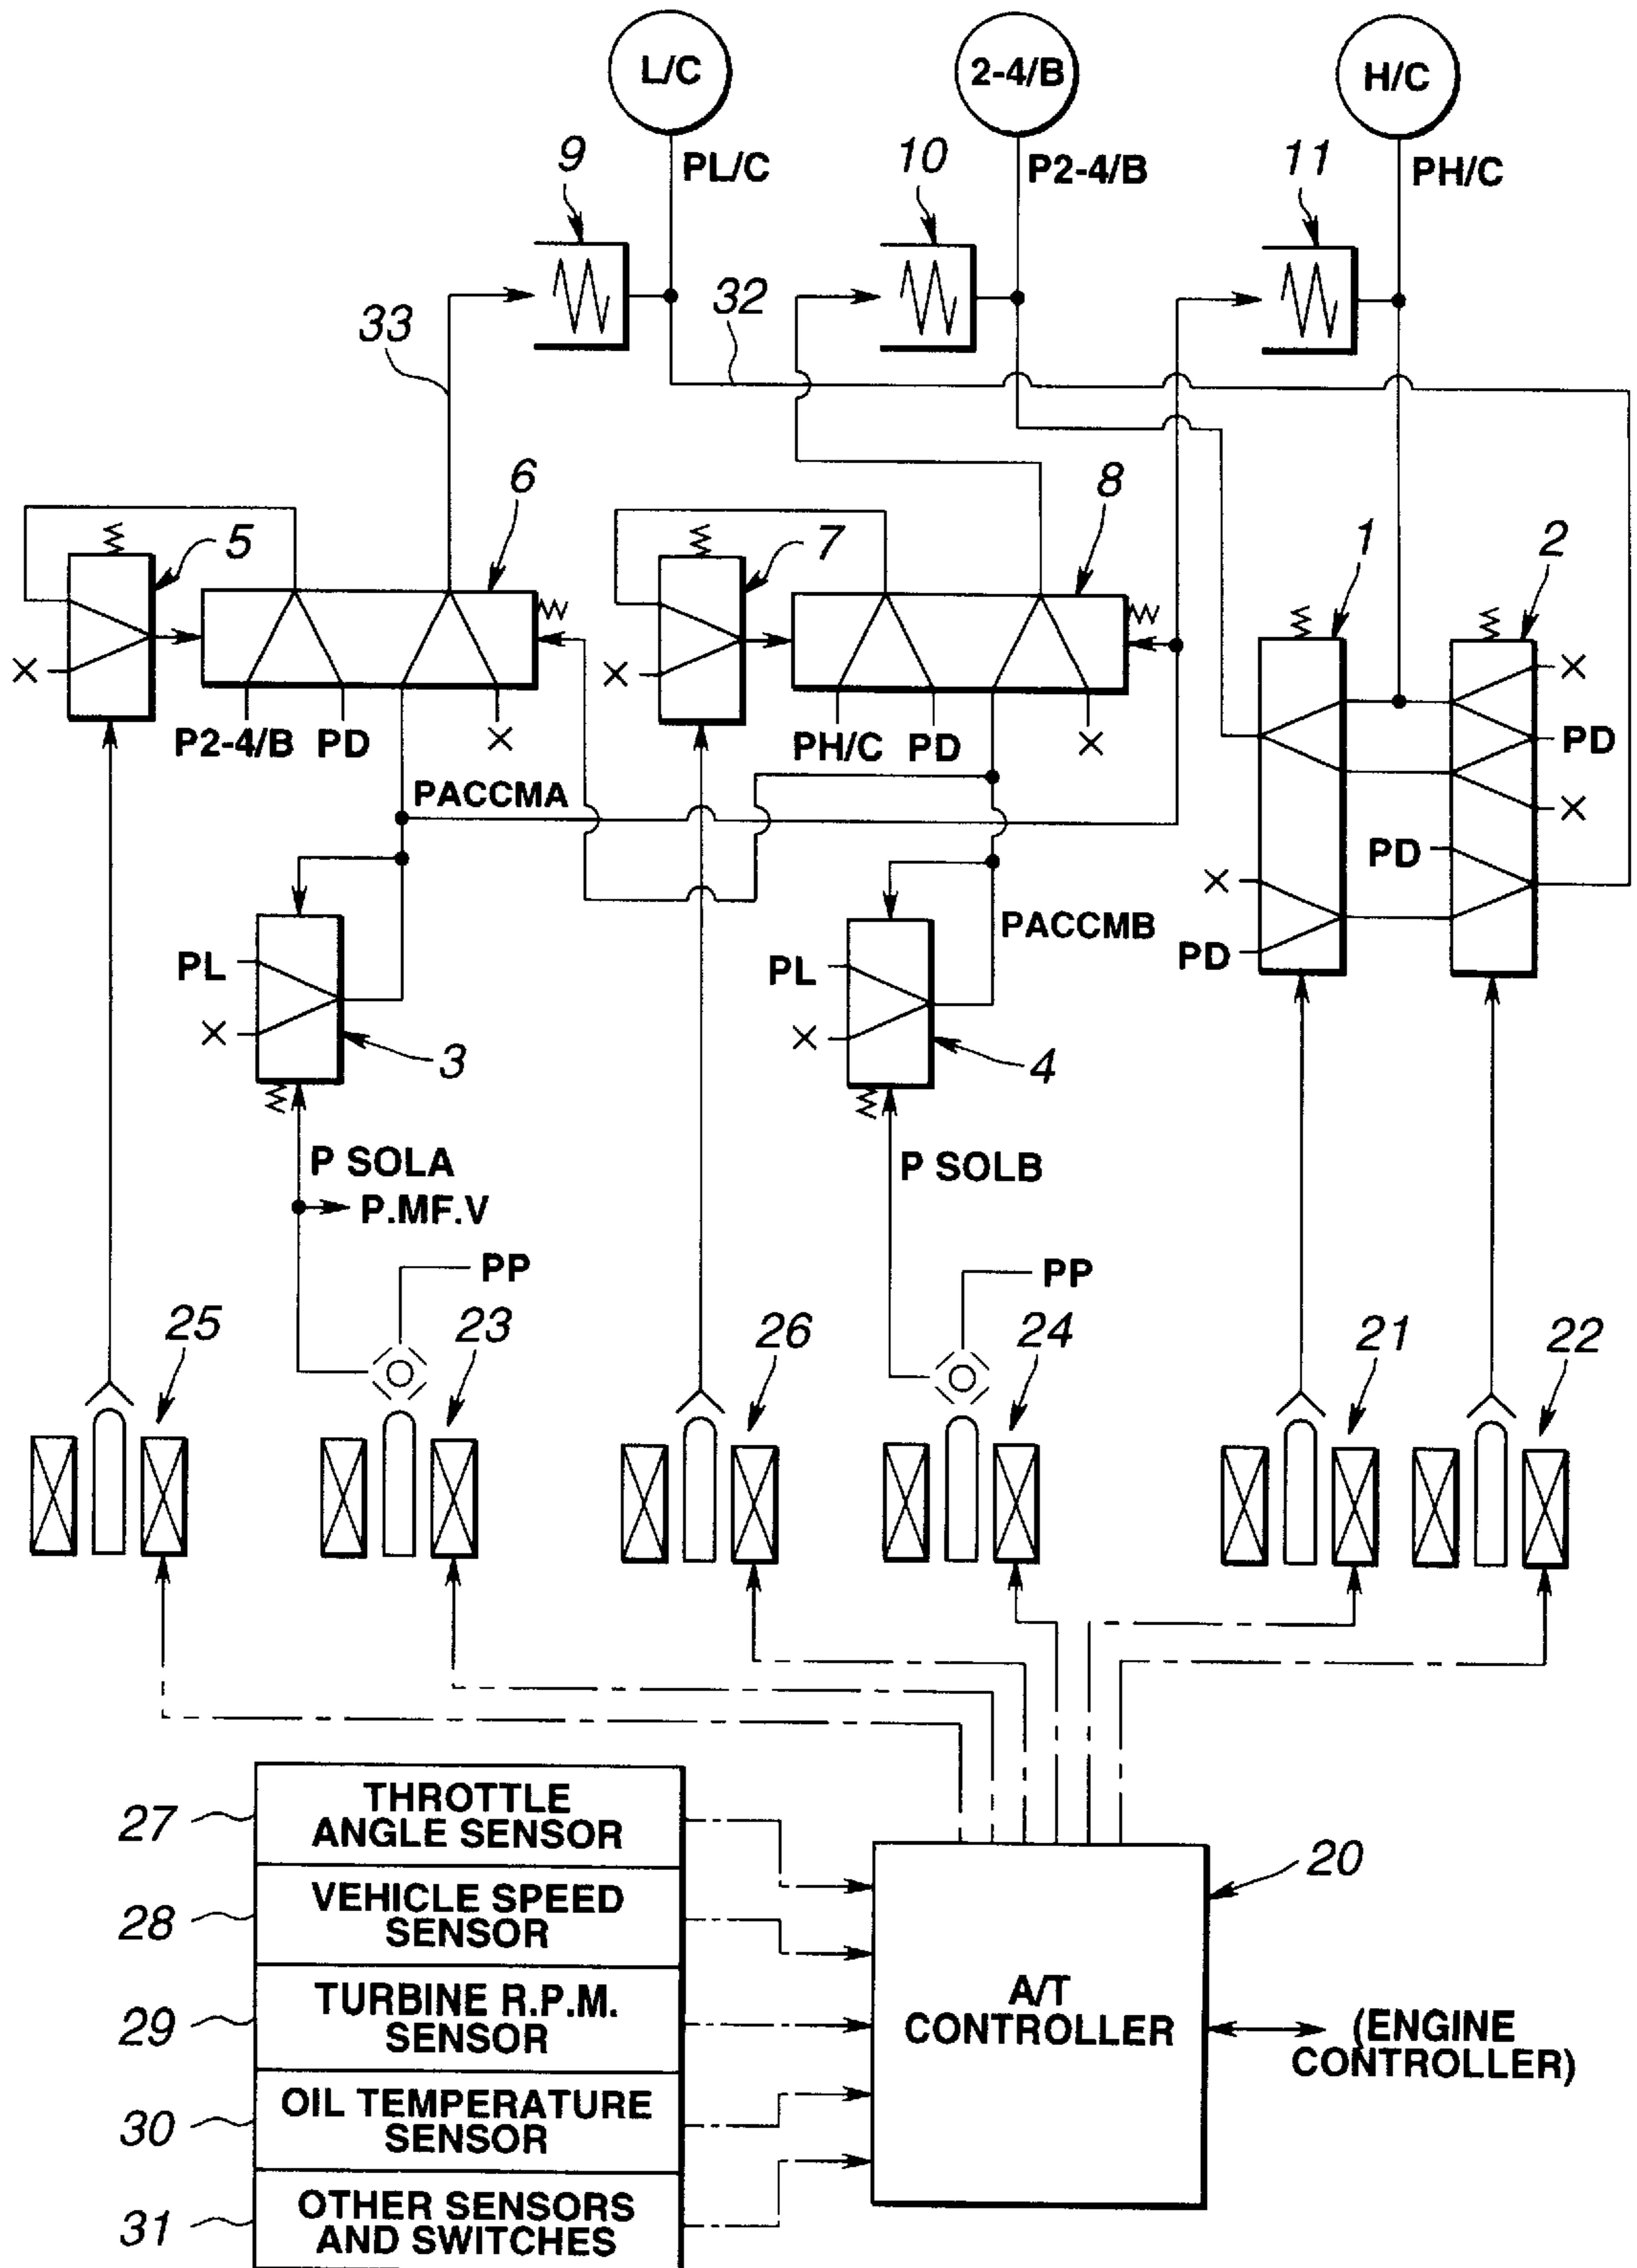 L/C
2-4/B
H/C
9
PL/C
10
P2-4/B
11
PH/C
33
32
5
6
7
8
1
2
P2-4/B PD
PH/C PD
PD
PACCMA
PD
PACCMB
PL
PL
PD
3
4
P SOLA
P SOLB
P.MF.V
PP
PP
25
23
26
24
21
22
27
THROTTLE
ANGLE SENSOR
20
28
VEHICLE SPEED
SENSOR
29
TURBINE R.P.M.
SENSOR
A/T
CONTROLLER
(ENGINE
CONTROLLER)
30
OIL TEMPERATURE
SENSOR
31
OTHER SENSORS
AND SWITCHES